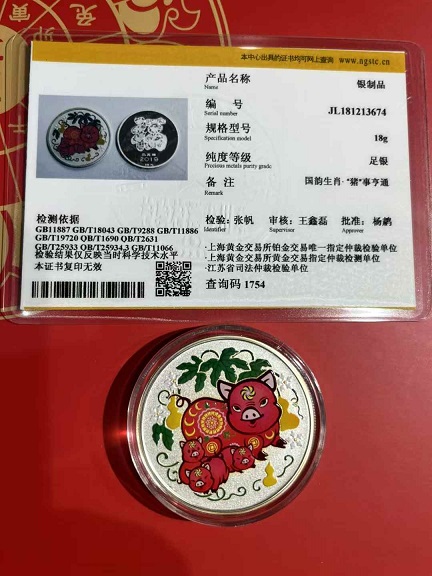 本中心出具的证书均可网上查询 www.ngstc.cn
产品名称 银制品
Name
编 号 JL181213674
Serial number
规格型号 18g
Specification model
纯度等级 足银
Precious metals purity grade
备 注 国韵生肖·“猪”事亨通
Remark
2019
检测依据
GB11887 GB/T18043 GB/T9288 GB/T11886
GB/T19720 QB/T1690 QB/T2631
GB/T25933 QB/T25934.3 GB/T11066
检验结果仅反映当时科学技术水平
本证书复印无效
检验：张帆 审核：王鑫磊 批准：杨鹂
Identifier Supervisor Approver
·上海黄金交易所铂金交易唯一指定仲裁检验单位
·上海黄金交易所黄金交易指定仲裁检测单位
·江苏省司法仲裁检验单位
查询码 1754
寅
卯